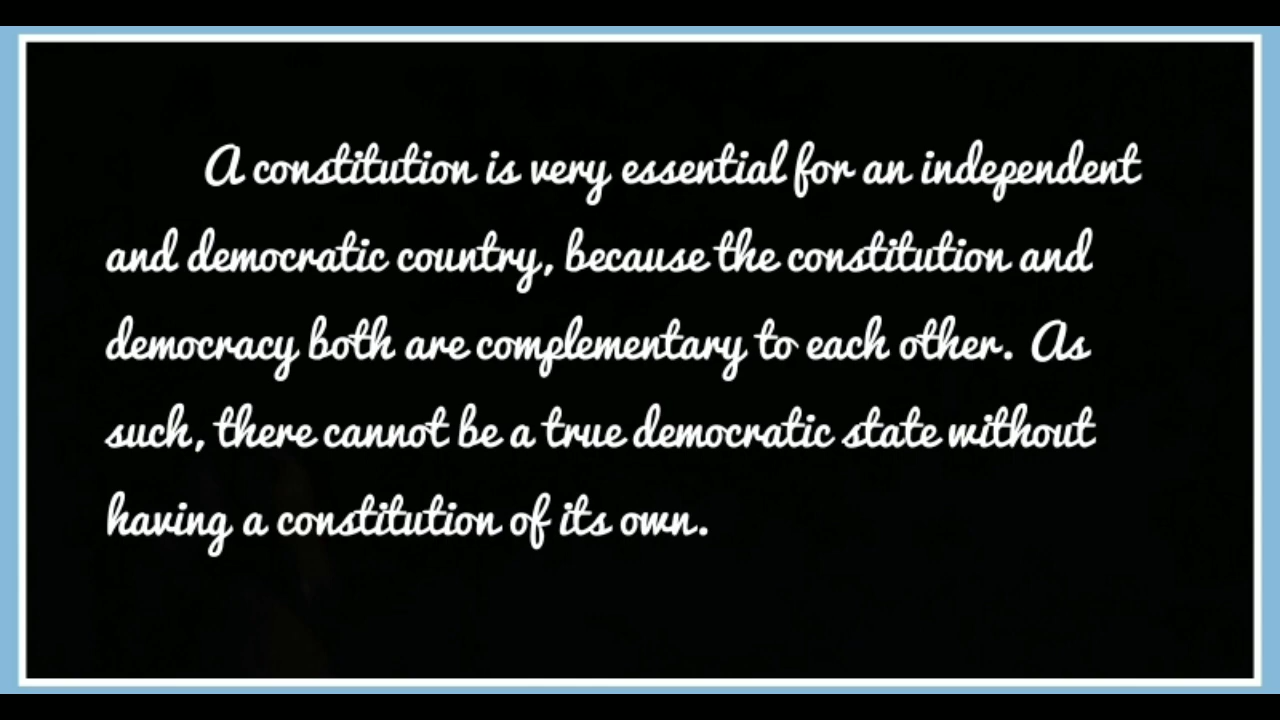 A constitution is very essential for an independent
and democratic country, because the constitution and
democracy both are complementary to each other. As
such, there cannot be a true democratic state without
having a constitution of its own.